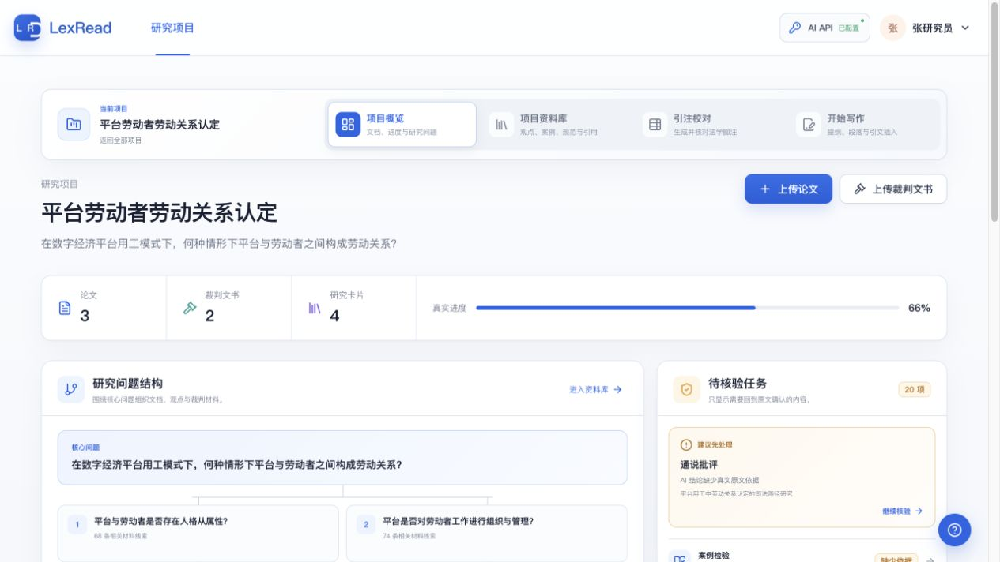 LRD LexRead
研究项目
AI API 已配置
张 张研究员
当前项目
平台劳动者劳动关系认定
返回全部项目
项目概览
文档、进度与研究问题
项目资料库
观点、案例、规范与引用
引注校对
生成并核对法学脚注
开始写作
提纲、段落与引文插入
研究项目
平台劳动者劳动关系认定
在数字经济平台用工模式下，何种情形下平台与劳动者之间构成劳动关系?
上传论文
上传裁判文书
论文
3
裁判文书
2
研究卡片
4
真实进度
66%
研究问题结构
围绕核心问题组织文档、观点与裁判材料。
进入资料库
核心问题
在数字经济平台用工模式下，何种情形下平台与劳动者之间构成劳动关系?
1 平台与劳动者是否存在人格从属性?
68 条相关材料线索
2 平台是否对劳动者工作进行组织与管理?
74 条相关材料线索
待核验任务
只显示需要回到原文确认的内容。
20 项
建议先处理
通说批评
AI 结论缺少真实原文依据
平台用工中劳动关系认定的司法路径研究
继续核验
案例检验
缺少依据